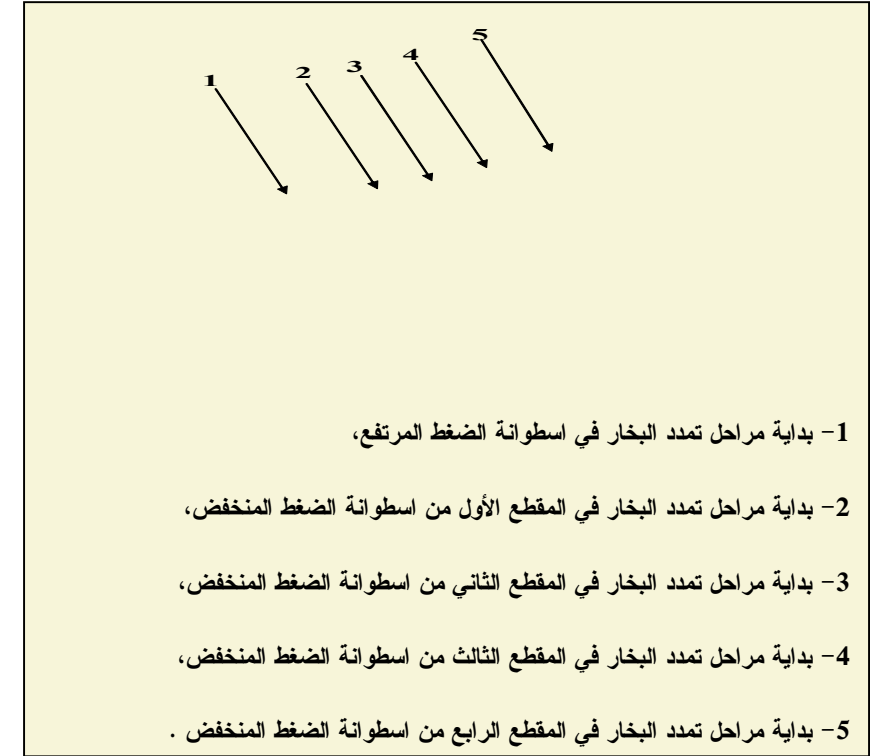 1
2
3
4
5
1- بداية مراحل تمدد البخار في اسطوانة الضغط المرتفع،
2- بداية مراحل تمدد البخار في المقطع الأول من اسطوانة الضغط المنخفض،
3- بداية مراحل تمدد البخار في المقطع الثاني من اسطوانة الضغط المنخفض،
4- بداية مراحل تمدد البخار في المقطع الثالث من اسطوانة الضغط المنخفض،
5- بداية مراحل تمدد البخار في المقطع الرابع من اسطوانة الضغط المنخفض .